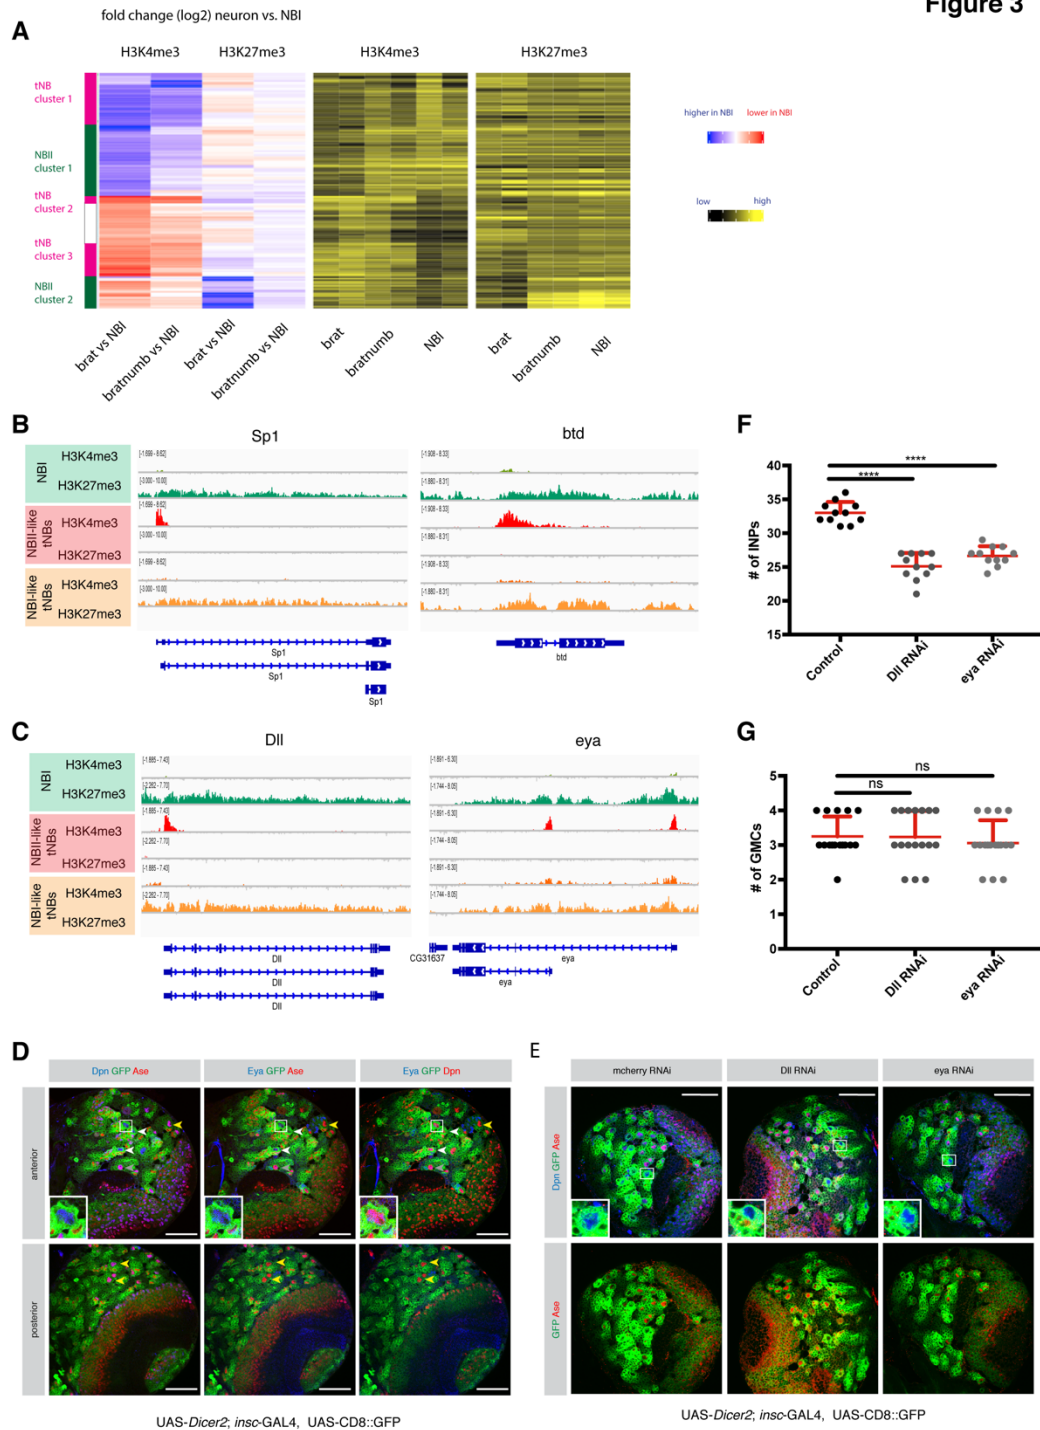 Figure 3
fold change (log2) neuron vs. NBI
A
H3K4me3 H3K27me3 H3K4me3 H3K27me3
tNB
cluster 1
NBII
cluster 1
tNB
cluster 2
tNB
cluster 3
NBII
cluster 2
higher in NBI lower in NBI
low high
brat vs NBI
bratnumb vs NBI
brat vs NBI
bratnumb vs NBI
brat
bratnumb
NBI
brat
bratnumb
NBI
B
Sp1 btd
NBI
H3K4me3
H3K27me3
NBII-like
tNBs
H3K4me3
H3K27me3
NBI-like
tNBs
H3K4me3
H3K27me3
Sp1
Sp1
Sp1
btd
C
Dll eya
NBI
H3K4me3
H3K27me3
NBII-like
tNBs
H3K4me3
H3K27me3
NBI-like
tNBs
H3K4me3
H3K27me3
Dll
Dll
Dll
CG31637
eya
eya
F
# of INPs
40
35
30
25
20
15
****
****
Control
Dll RNAi
eya RNAi
G
# of GMCs
5
4
3
2
1
0
ns
ns
Control
Dll RNAi
eya RNAi
D
Dpn GFP Ase
Eya GFP Ase
Eya GFP Dpn
anterior
posterior
UAS-Dicer2; insc-GAL4, UAS-CD8::GFP
E
mcherry RNAi
Dll RNAi
eya RNAi
Dpn GFP Ase
GFP Ase
UAS-Dicer2; insc-GAL4, UAS-CD8::GFP